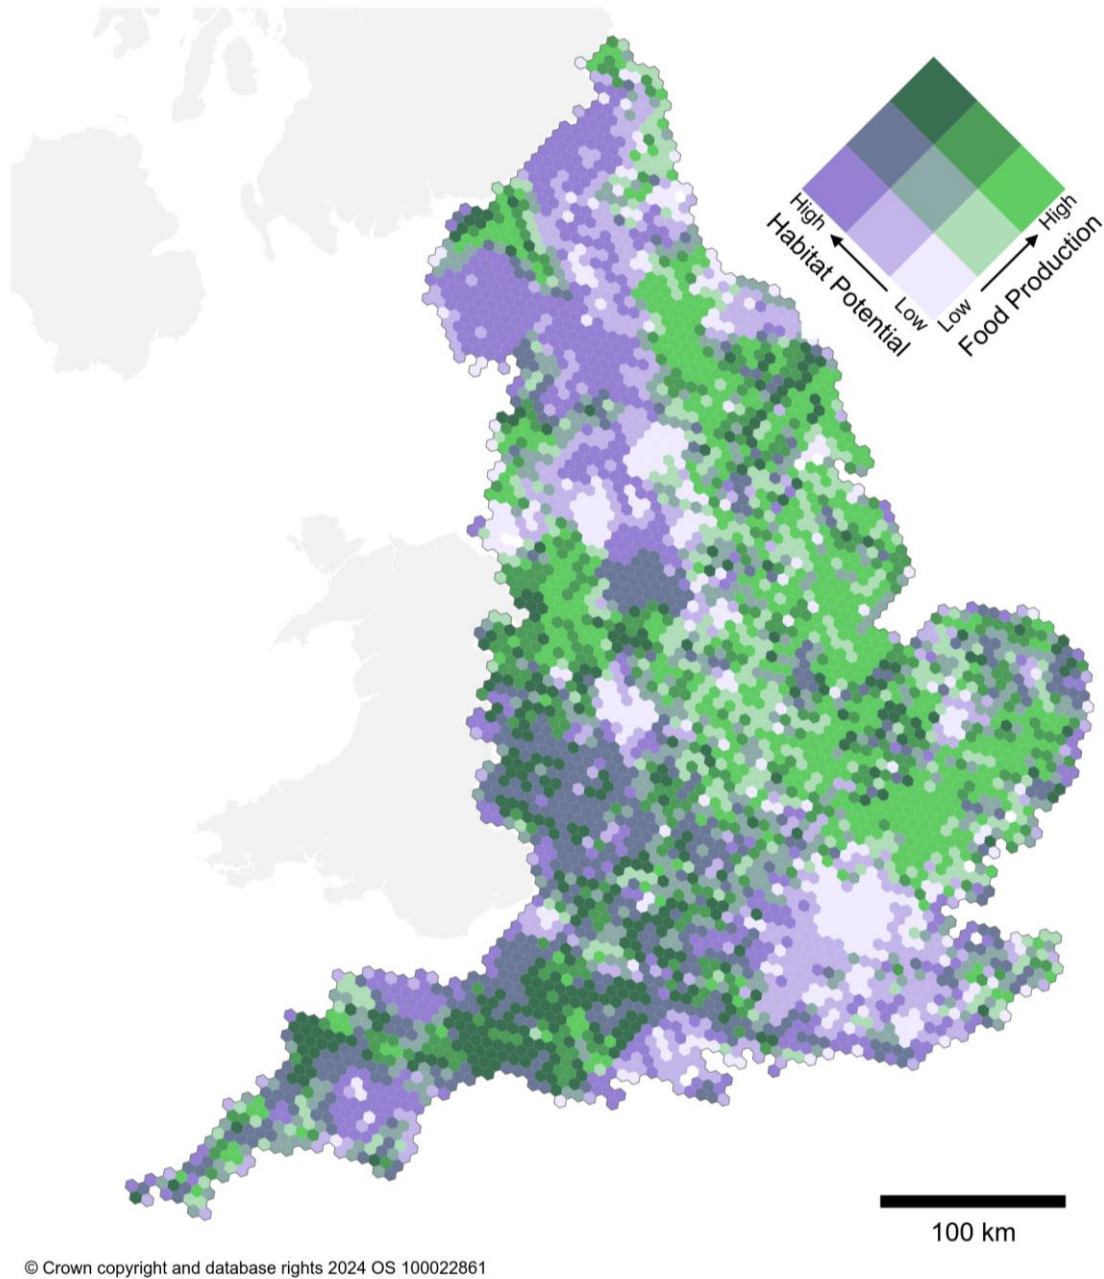 High
High
Habitat Potential
Food Production
Low
Low
100 km
© Crown copyright and database rights 2024 OS 100022861